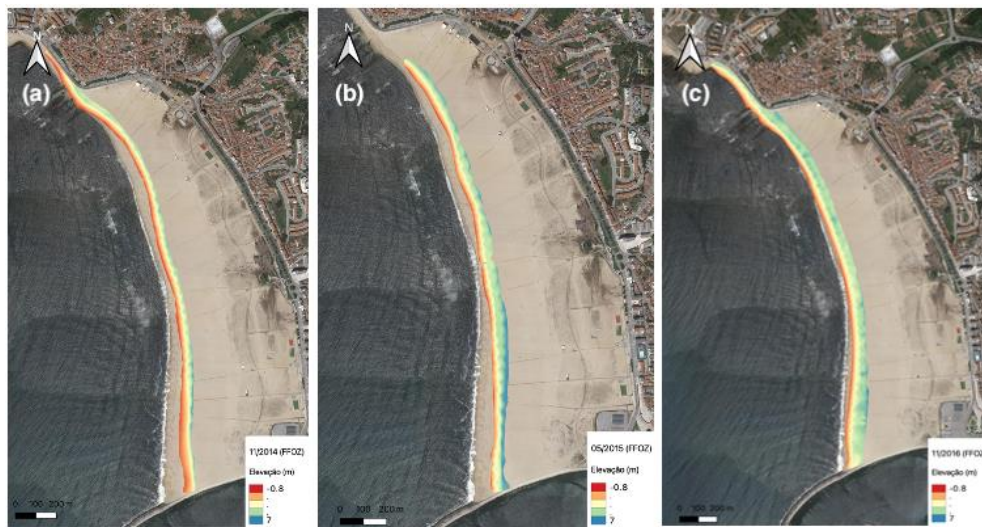 N
(a)
11/2014 (FFOZ)
Elevação (m)
-0.8
7
0 100 200 m
N
(b)
05/2015 (FFOZ)
Elevação (m)
-0.8
7
0 100 200 m
N
(c)
11/2016 (FFOZ)
Elevação (m)
-0.8
7
0 100 200 m